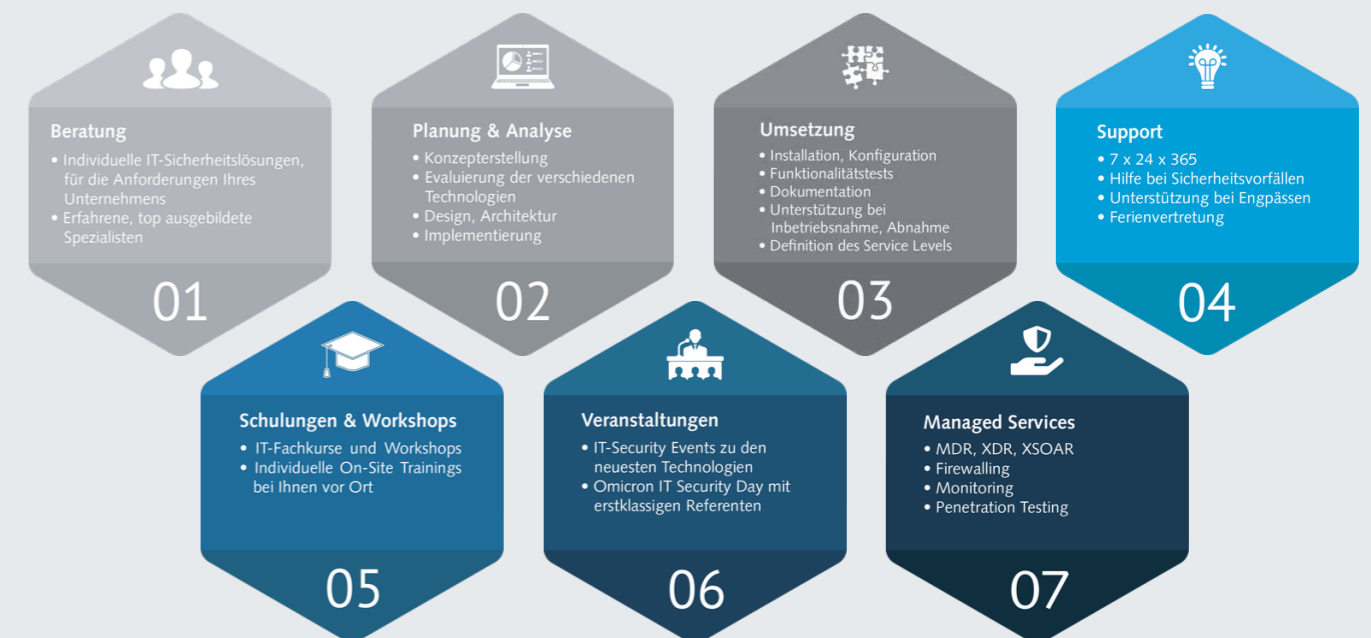 Beratung
• Individuelle IT-Sicherheitslösungen,
für die Anforderungen Ihres
Unternehmens
• Erfahrene, top ausgebildete
Spezialisten
01
Planung & Analyse
• Konzepterstellung
• Evaluierung der verschiedenen
Technologien
• Design, Architektur
• Implementierung
02
Umsetzung
• Installation, Konfiguration
• Funktionalitätstests
• Dokumentation
• Unterstützung bei
Inbetriebsnahme, Abnahme
• Definition des Service Levels
03
Support
• 7 x 24 x 365
• Hilfe bei Sicherheitsvorfällen
• Unterstützung bei Engpässen
• Ferienvertretung
04
Schulungen & Workshops
• IT-Fachkurse und Workshops
• Individuelle On-Site Trainings
bei Ihnen vor Ort
05
Veranstaltungen
• IT-Security Events zu den
neuesten Technologien
• Omicron IT Security Day mit
erstklassigen Referenten
06
Managed Services
• MDR, XDR, XSOAR
• Firewalling
• Monitoring
• Penetration Testing
07